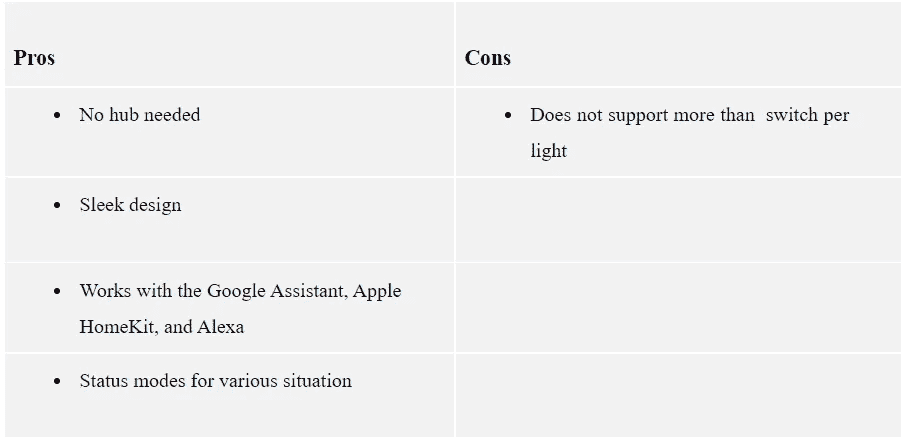 Pros
Cons
No hub needed
Does not support more than  switch per
light
Sleek design
Works with the Google Assistant, Apple
HomeKit, and Alexa
Status modes for various situation